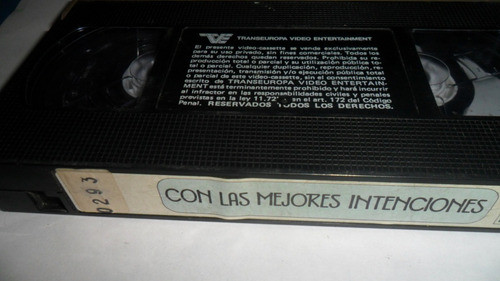 TRANSEUROPA VIDEO ENTERTAINMENT
El presente video-cassette se vende exclusivamente
para su uso privado, sin fines comerciales. Todos los
demás derechos quedan reservados. Prohibida su re-
producción total o parcial y su utilización pública to-
tal o parcial. Cualquier duplicación, reproducción, re-
presentación, transmisión y/o ejecución pública total
o parcial de este video-cassette, sin el consentimiento
escrito de TRANSEUROPA VIDEO ENTERTAIN-
MENT está terminantemente prohibido y hará incurrir
al infractor en las responsabilidades civiles y penales
previstas en la ley 11.72 en el art. 172 del Código
Penal. RESERVADOS TODOS LOS DERECHOS.
0293
CON LAS MEJORES INTENCIONES